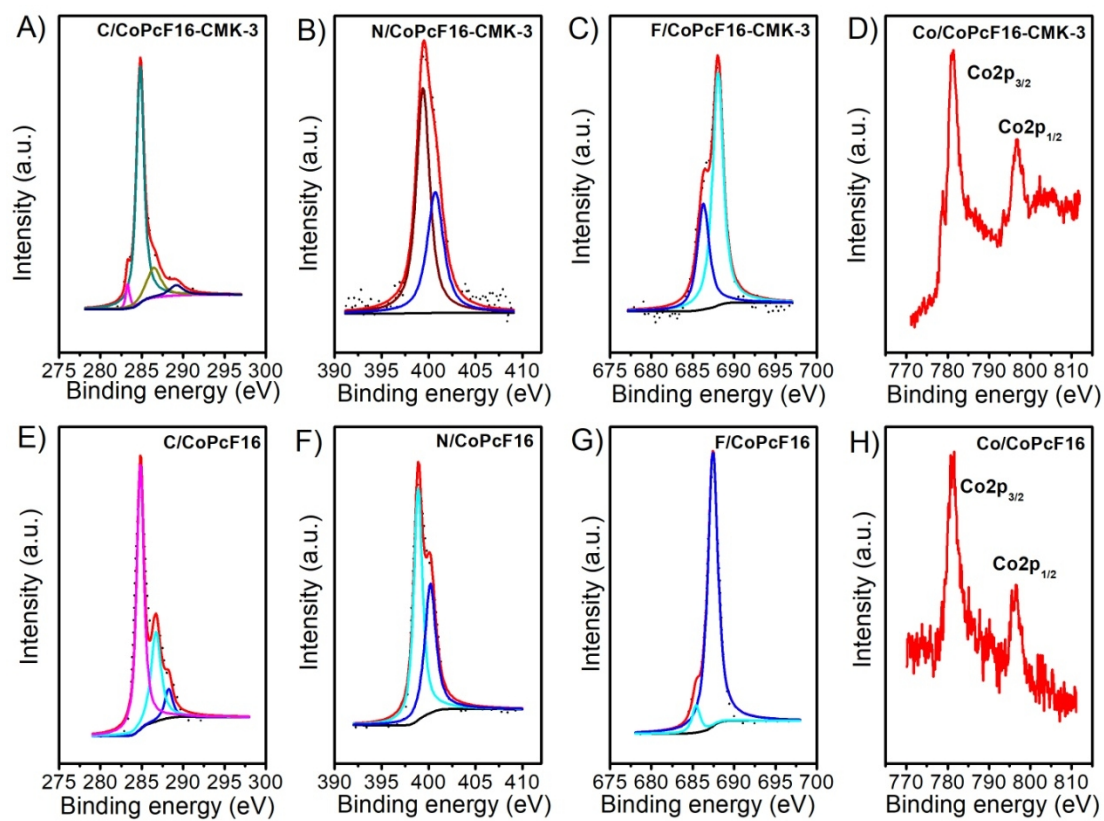 A)
C/CoPcF16-CMK-3
Intensity (a.u.)
275 280 285 290 295 300
Binding energy (eV)
B)
N/CoPcF16-CMK-3
Intensity (a.u.)
390 395 400 405 410
Binding energy (eV)
C)
F/CoPcF16-CMK-3
Intensity (a.u.)
675 680 685 690 695 700
Binding energy (eV)
D)
Co/CoPcF16-CMK-3
Co2p3/2
Co2p1/2
Intensity (a.u.)
770 780 790 800 810
Binding energy (eV)
E)
C/CoPcF16
Intensity (a.u.)
275 280 285 290 295 300
Binding energy (eV)
F)
N/CoPcF16
Intensity (a.u.)
390 395 400 405 410
Binding energy (eV)
G)
F/CoPcF16
Intensity (a.u.)
675 680 685 690 695 700
Binding energy (eV)
H)
Co/CoPcF16
Co2p3/2
Co2p1/2
Intensity (a.u.)
770 780 790 800 810
Binding energy (eV)